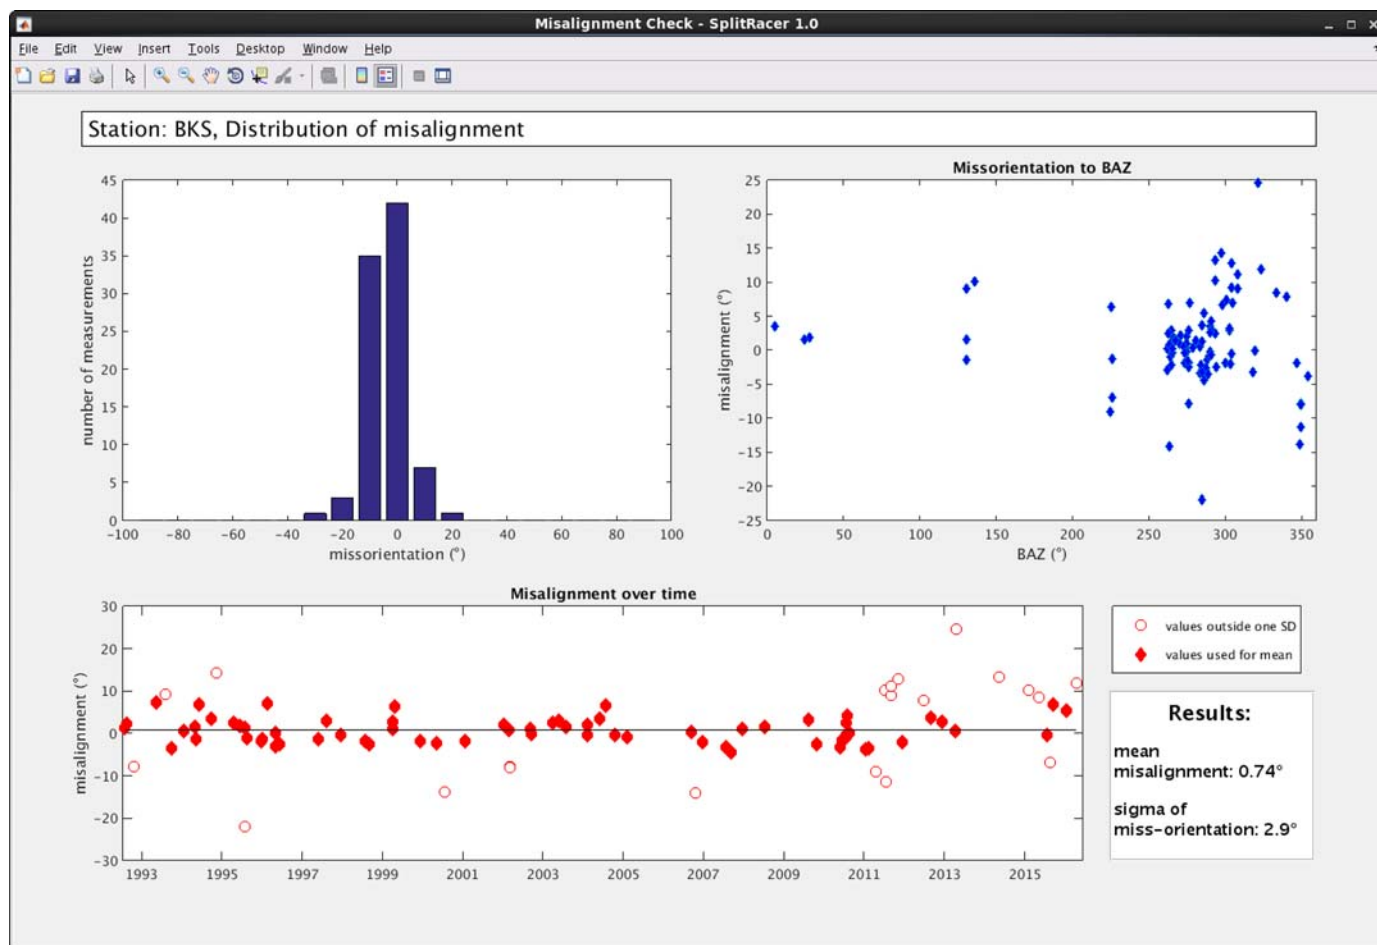 Misalignment Check - SplitRacer 1.0
File Edit View Insert Tools Desktop Window Help
Station: BKS, Distribution of misalignment
45
40
35
30
25
20
15
10
5
0
number of measurements
-100 -80 -60 -40 -20 0 20 40 60 80 100
missorientation (°)
Missorientation to BAZ
25
20
15
10
5
0
-5
-10
-15
-20
-25
misalignment (°)
0 50 100 150 200 250 300 350
BAZ (°)
Misalignment over time
30
20
10
0
-10
-20
-30
misalignment (°)
1993 1995 1997 1999 2001 2003 2005 2007 2009 2011 2013 2015
values outside one SD
values used for mean
Results:
mean
misalignment: 0.74°
sigma of
miss-orientation: 2.9°